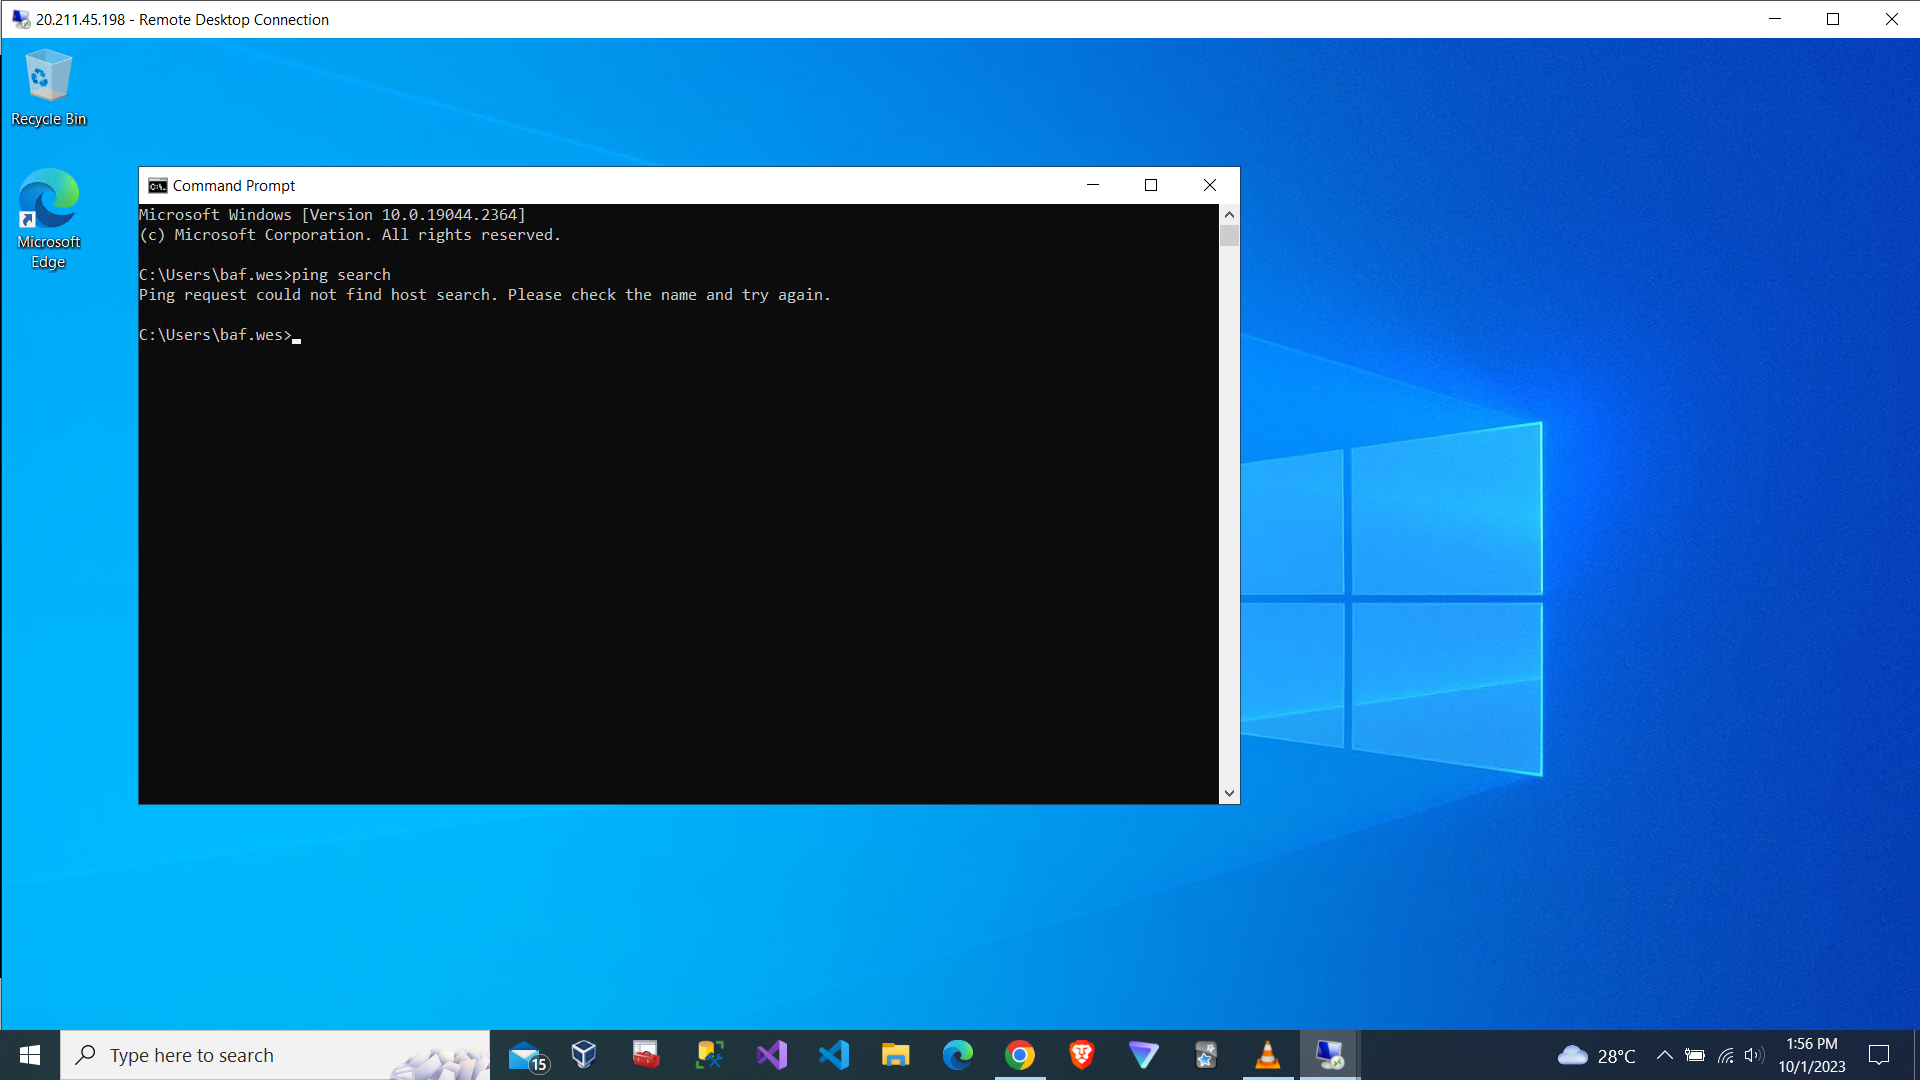 20.211.45.198 - Remote Desktop Connection
Recycle Bin
Microsoft
Edge
Command Prompt
Microsoft Windows [Version 10.0.19044.2364]
(c) Microsoft Corporation. All rights reserved.
C:\Users\baf.wes>ping search
Ping request could not find host search. Please check the name and try again.
C:\Users\baf.wes>
Type here to search
15
28°C
1:56 PM
10/1/2023